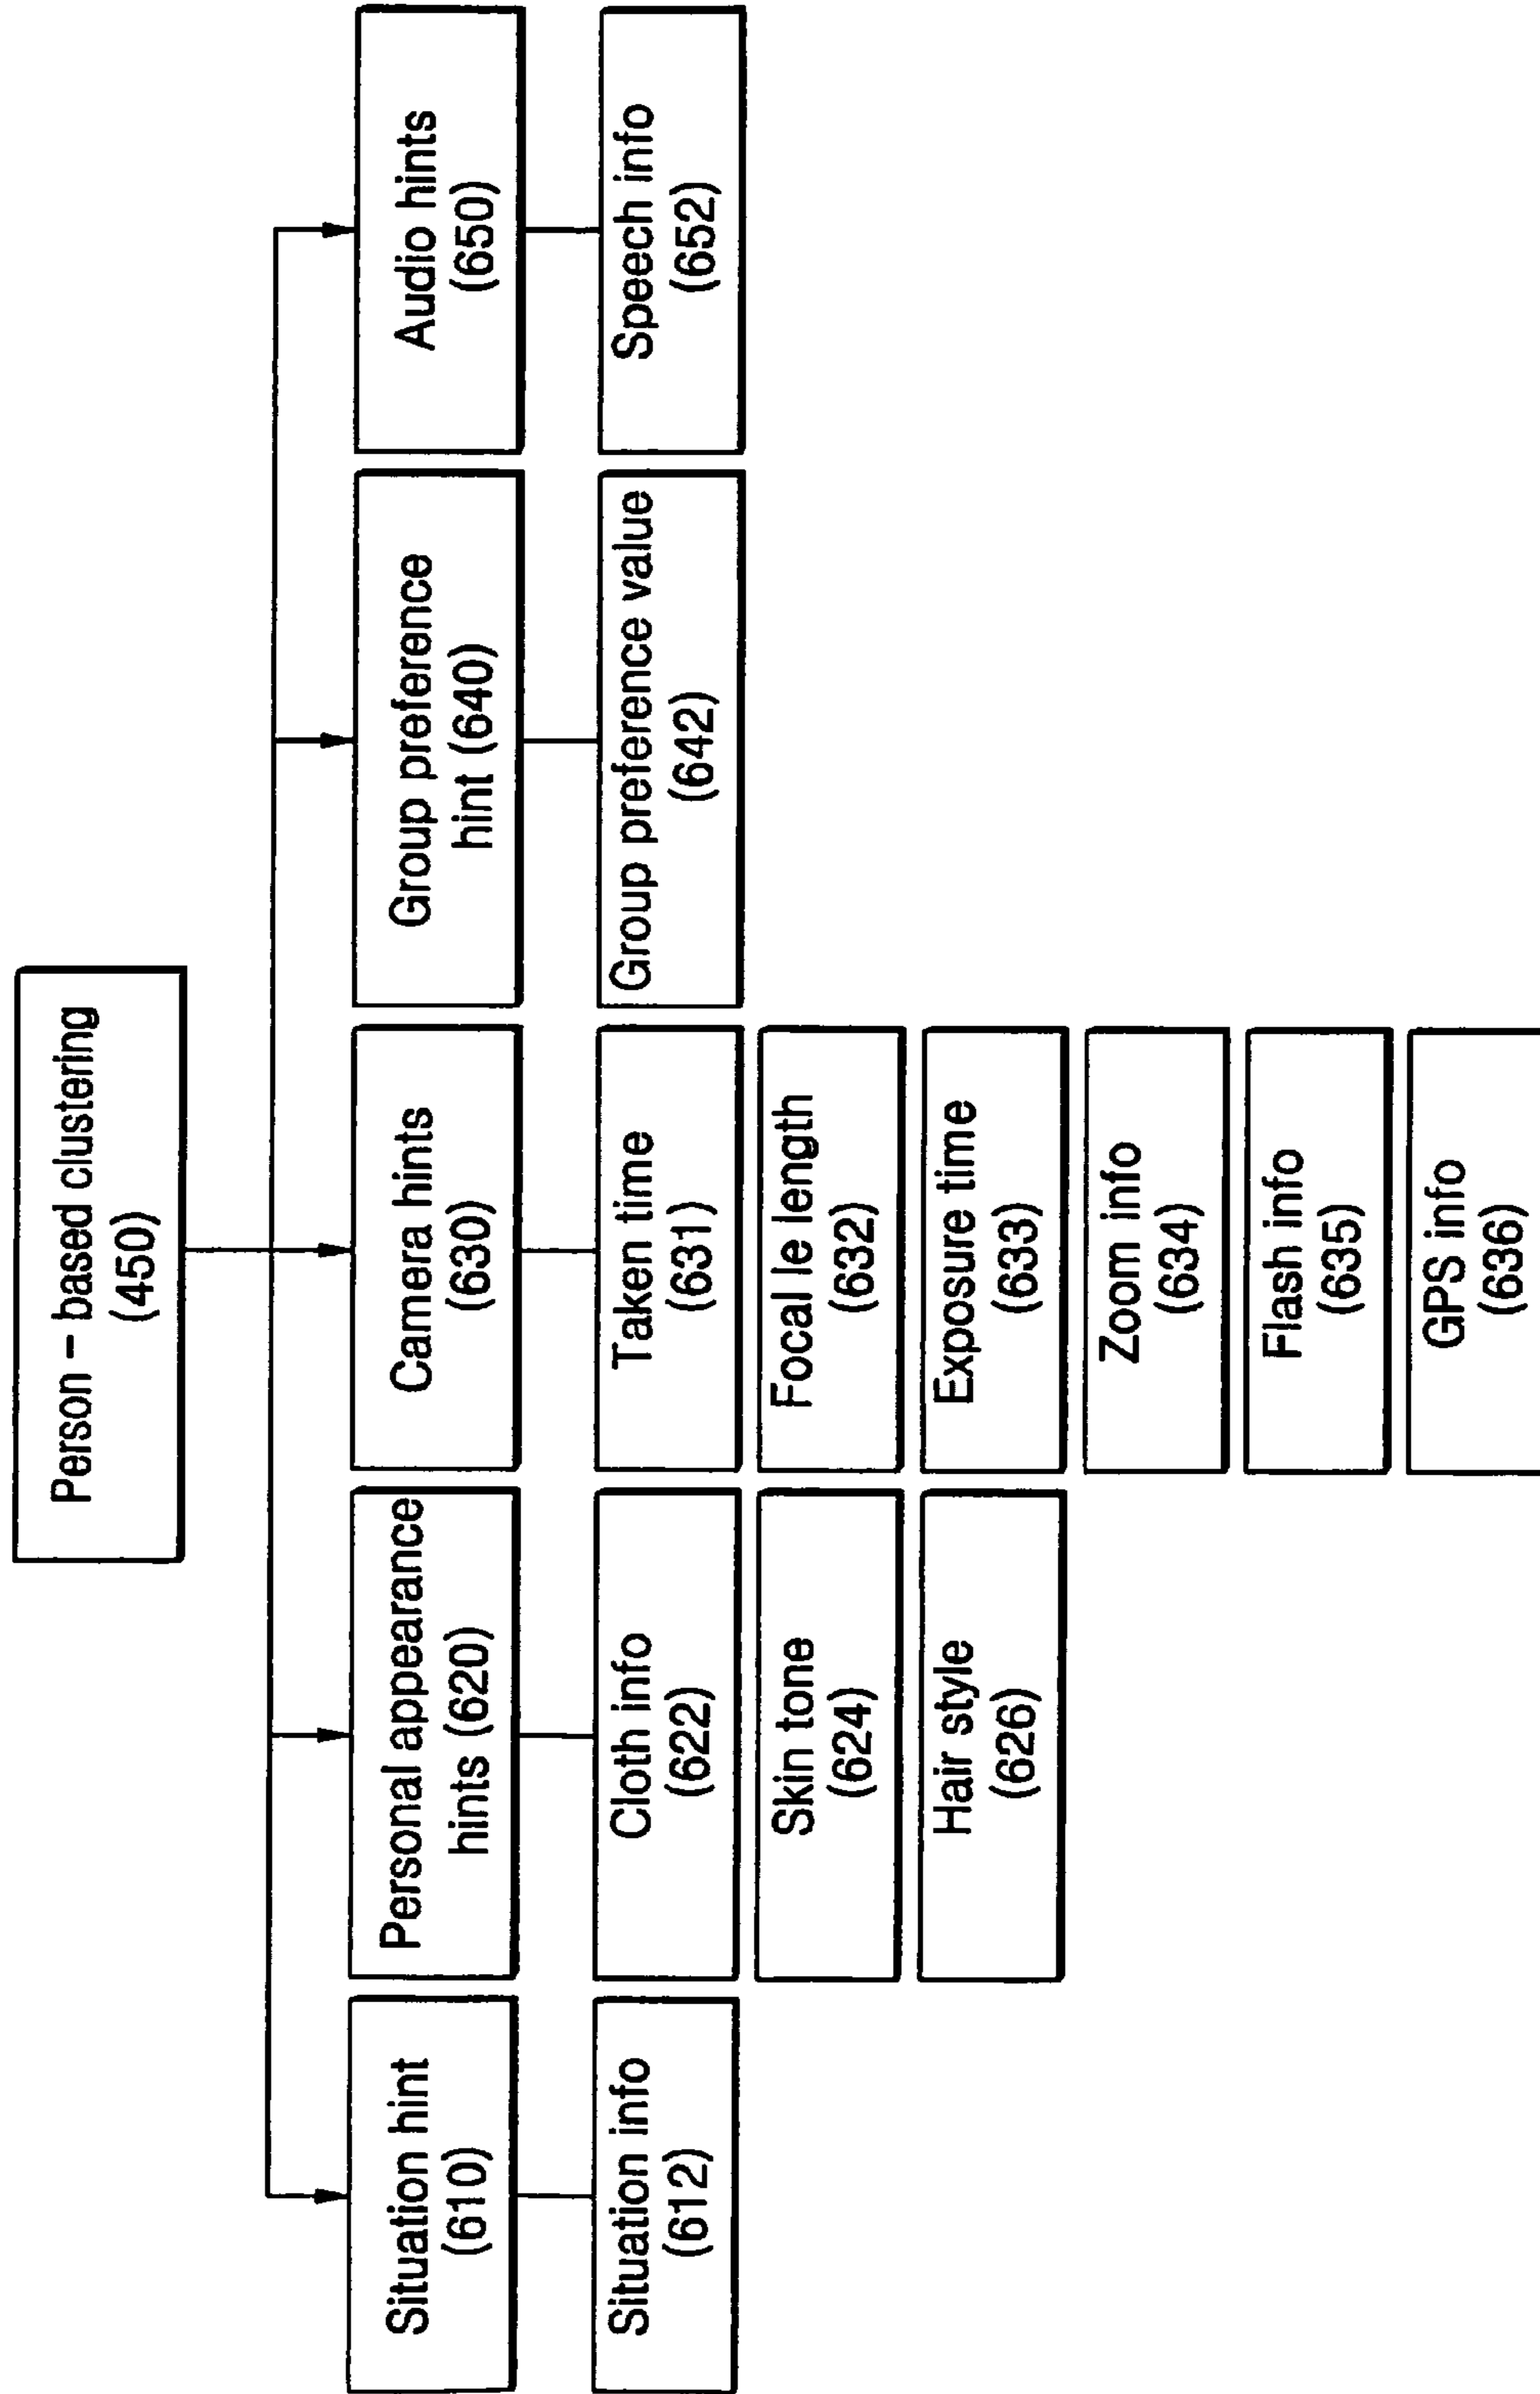 Person – based clustering
(450)
Situation hint
(610)
Situation info
(612)
Personal appearance
hints (620)
Cloth info
(622)
Skin tone
(624)
Hair style
(626)
Camera hints
(630)
Taken time
(631)
Focal le length
(632)
Exposure time
(633)
Zoom info
(634)
Flash info
(635)
GPS info
(636)
Group preference
hint (640)
Group preference value
(642)
Audio hints
(650)
Speech info
(652)